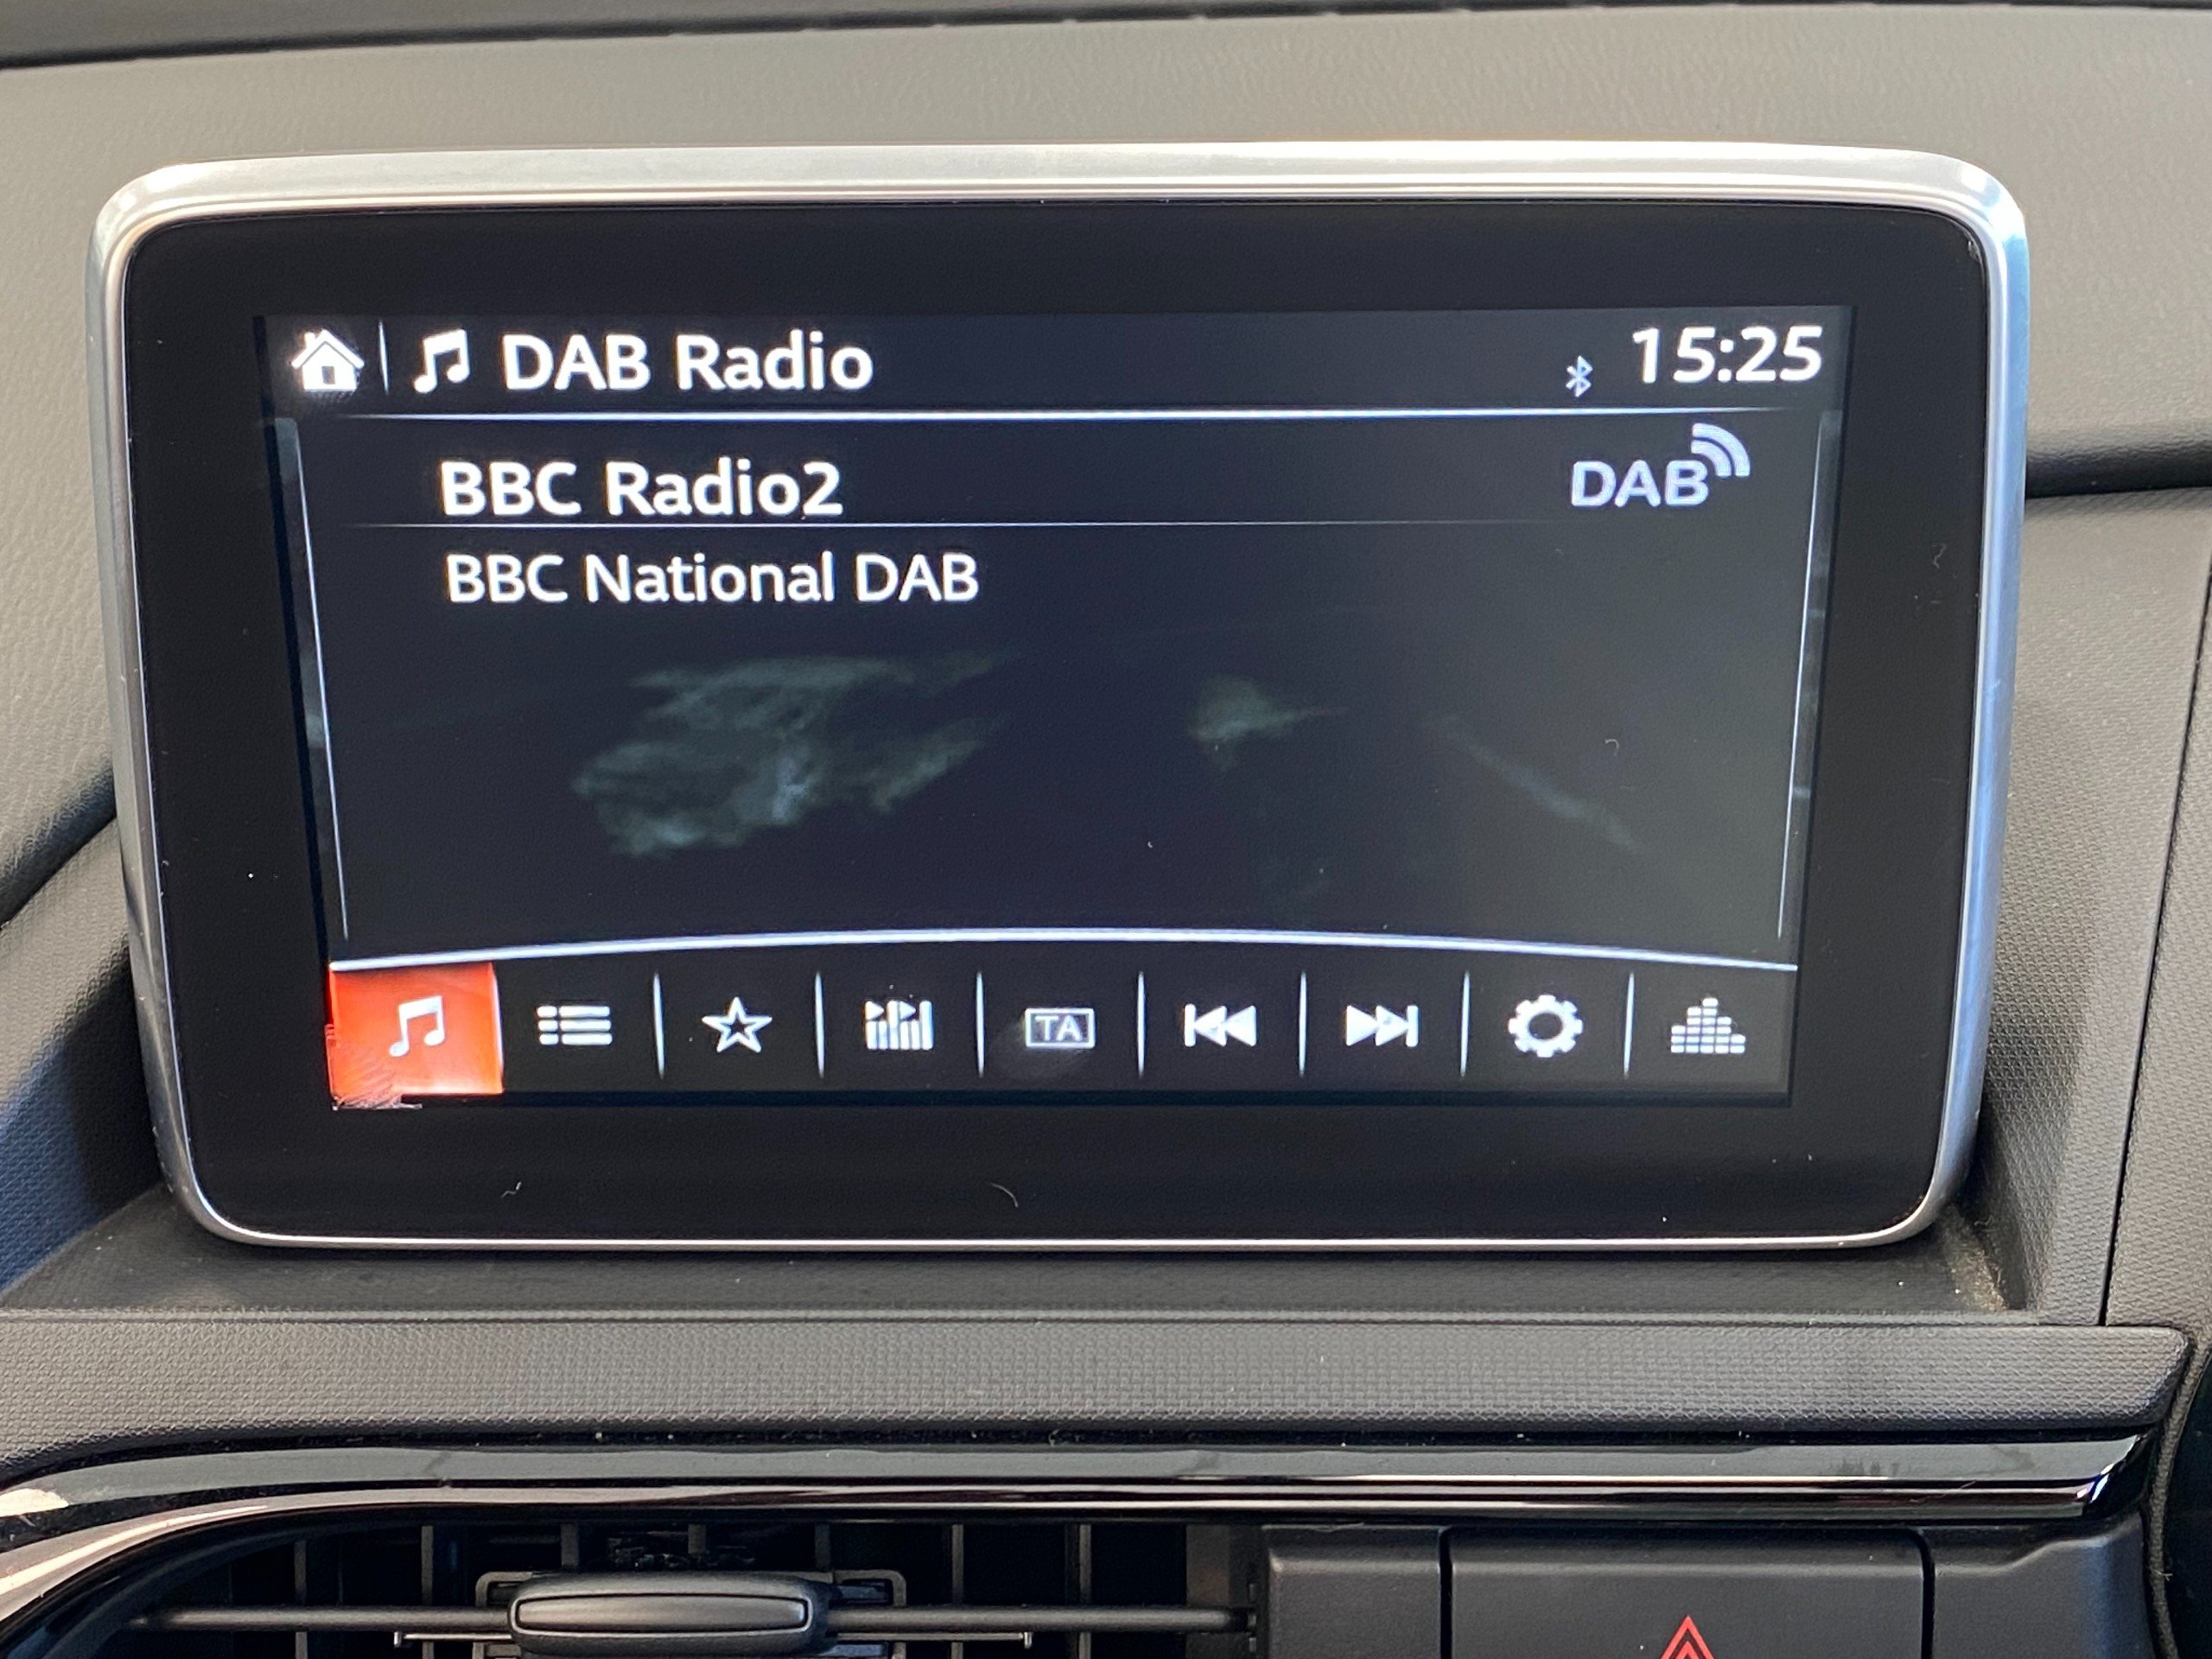 DAB Radio
15:25
BBC Radio2
DAB
BBC National DAB
TA